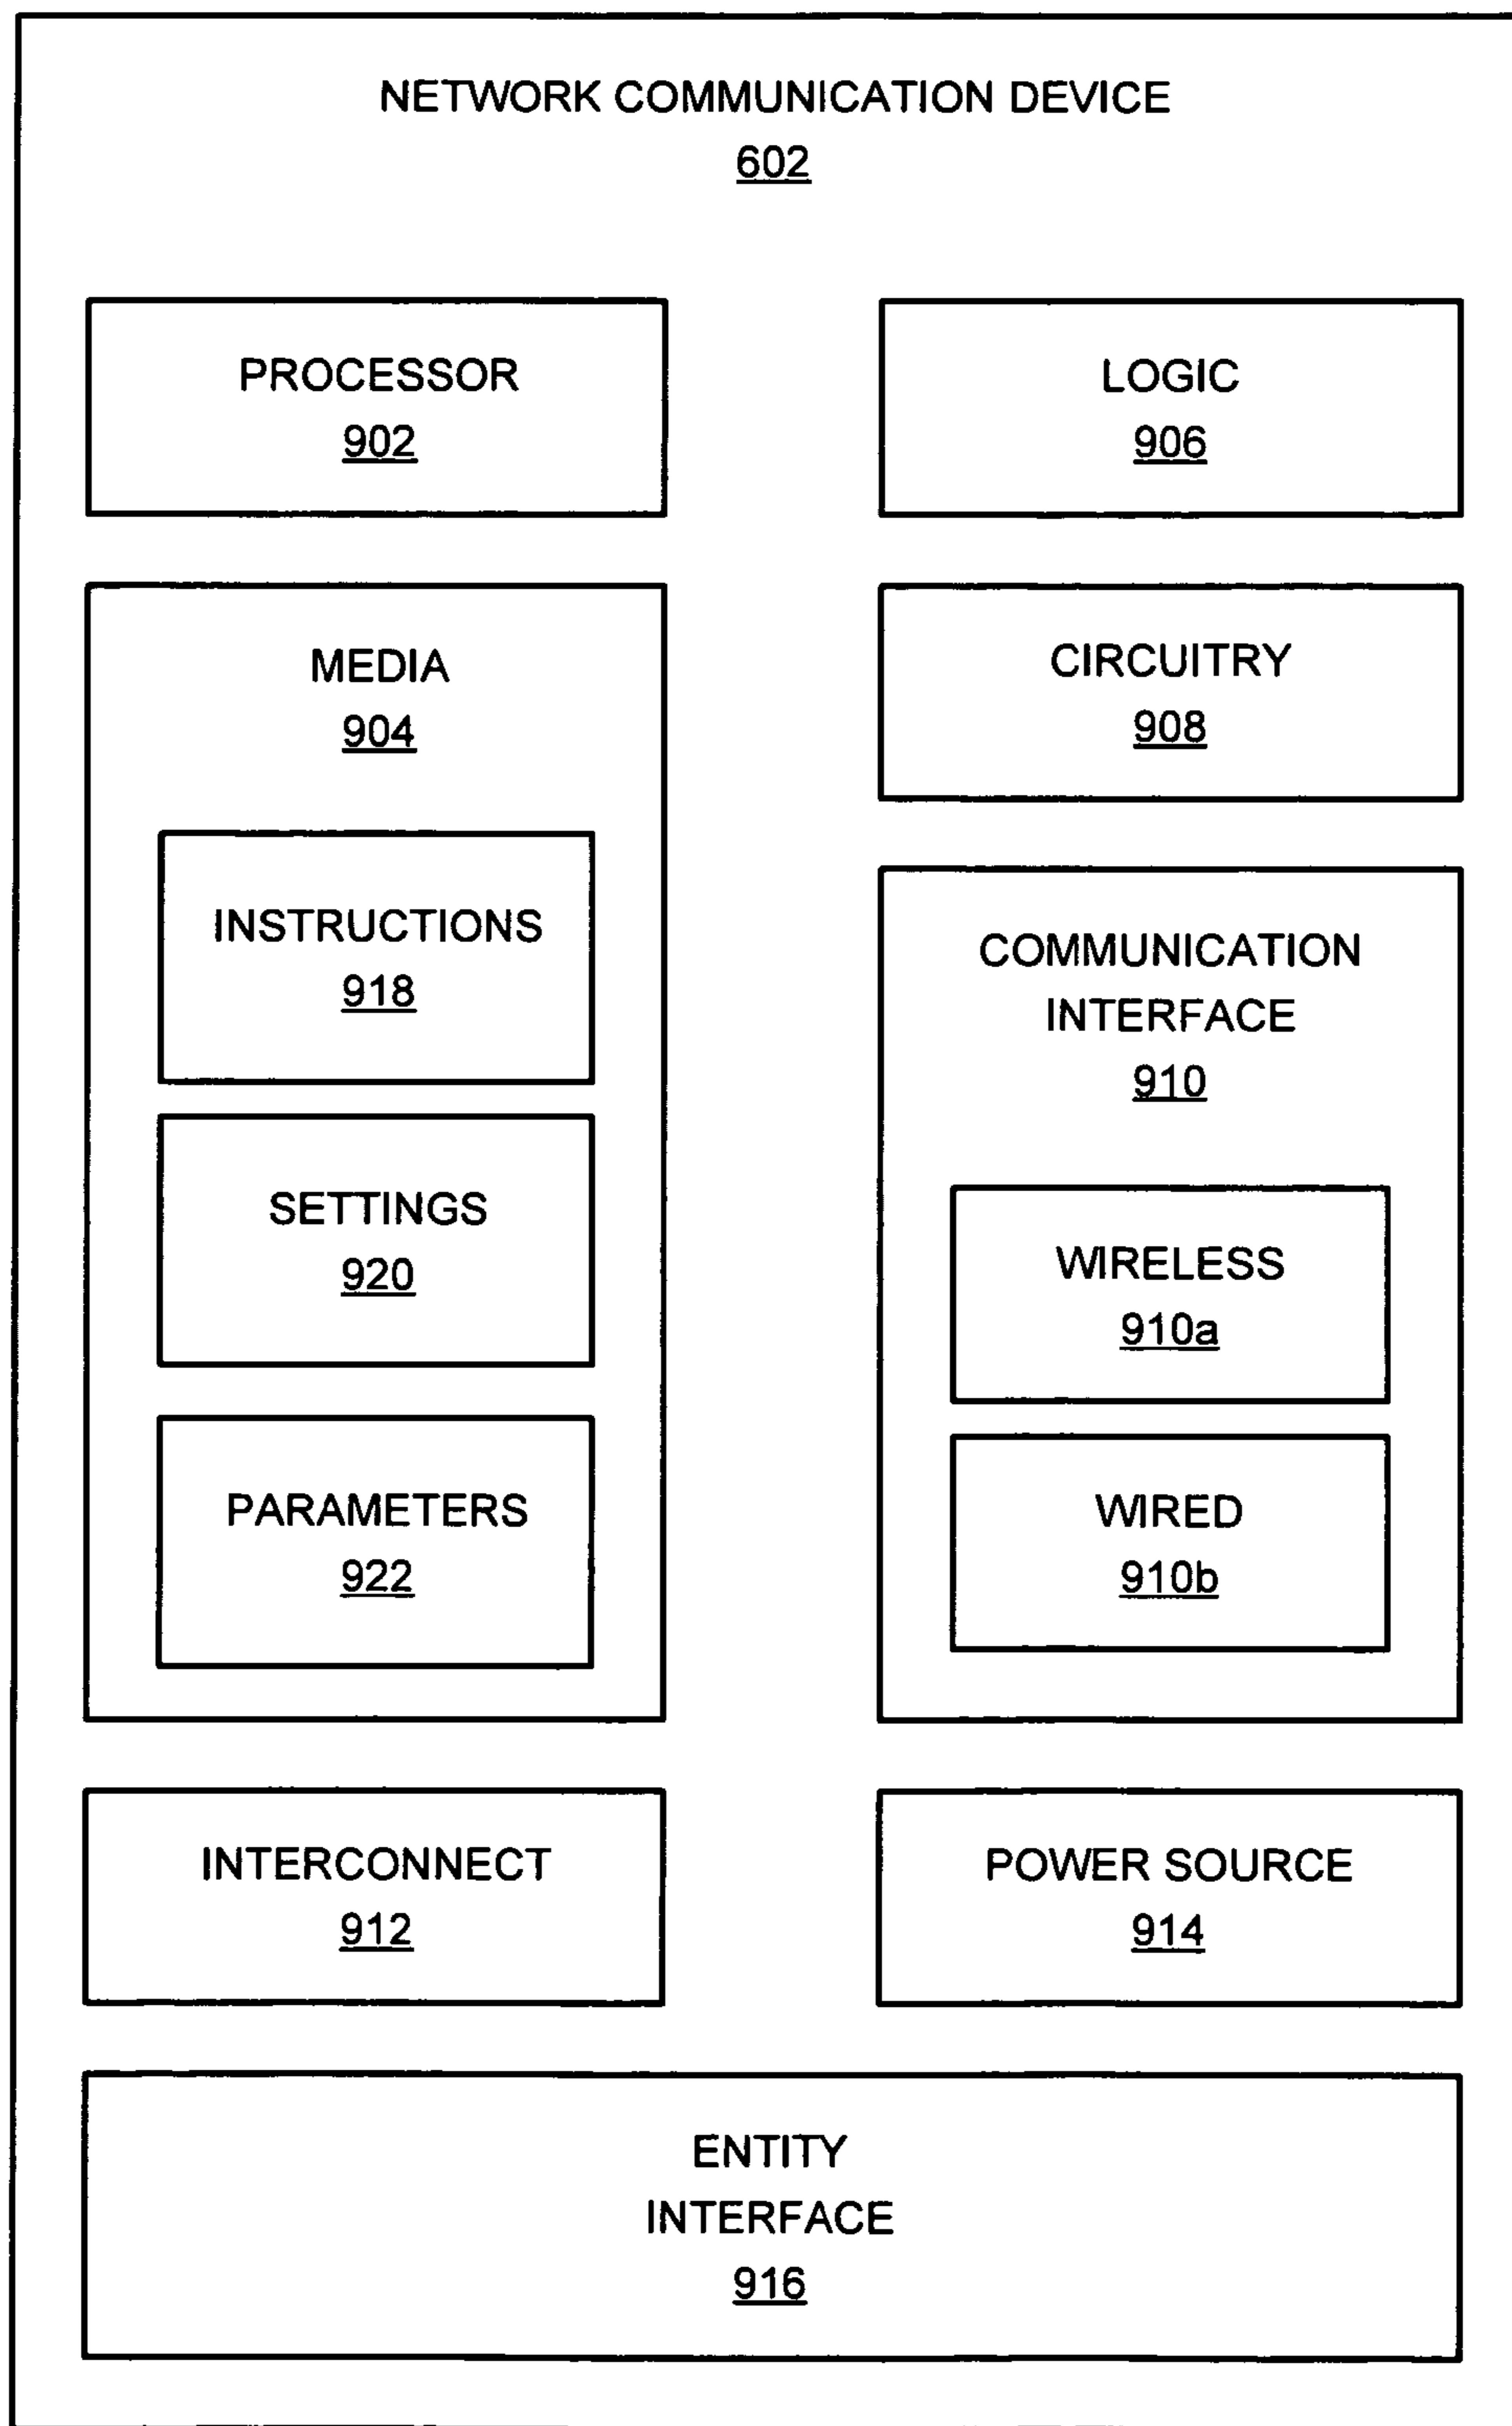 NETWORK COMMUNICATION DEVICE
602
PROCESSOR
902
LOGIC
906
MEDIA
904
INSTRUCTIONS
918
SETTINGS
920
PARAMETERS
922
CIRCUITRY
908
COMMUNICATION
INTERFACE
910
WIRELESS
910a
WIRED
910b
INTERCONNECT
912
POWER SOURCE
914
ENTITY
INTERFACE
916